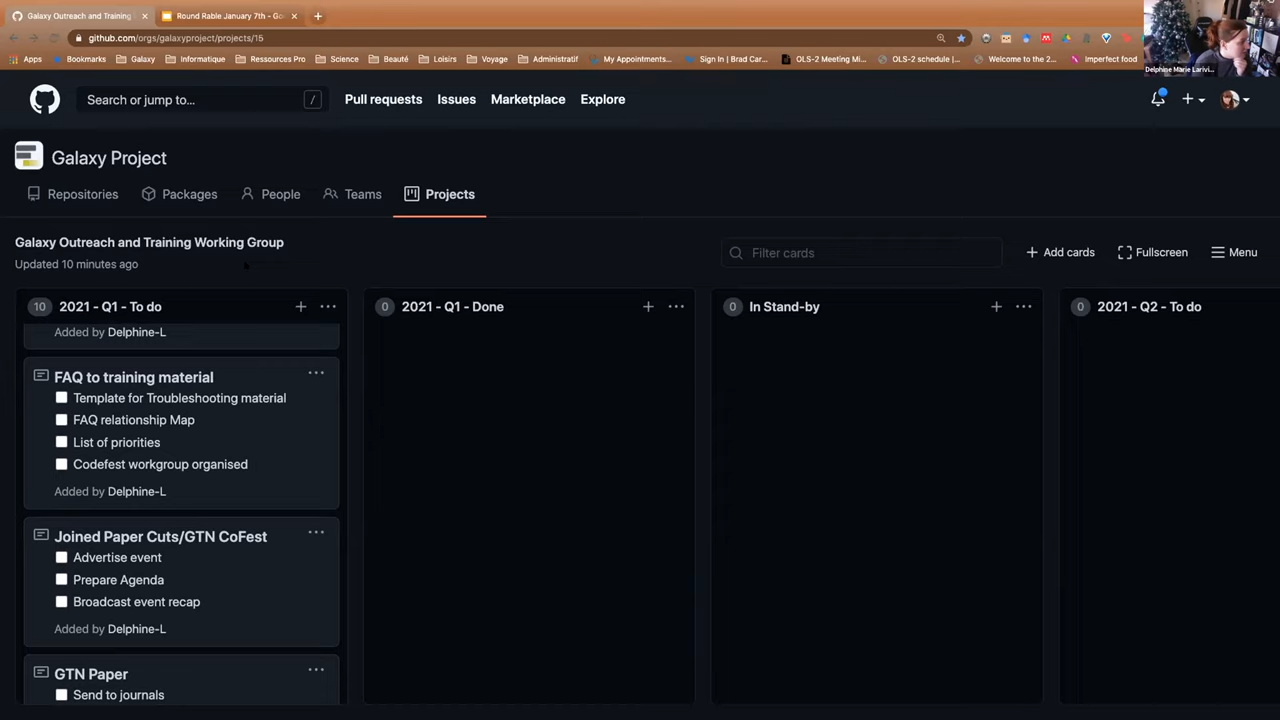 Galaxy Outreach and Training
Round Rable January 7th - Go
github.com/orgs/galaxyproject/projects/15
Apps
Bookmarks
Galaxy
Informatique
Ressources Pro
Science
Beauté
Loisirs
Voyage
Administratif
My Appointments...
Sign In | Brad Car...
OLS-2 Meeting Mi...
OLS-2 schedule |...
Welcome to the 2...
Imperfect food
Delphine Marie Larivi...
Search or jump to...
/
Pull requests
Issues
Marketplace
Explore
Galaxy Project
Repositories
Packages
People
Teams
Projects
Galaxy Outreach and Training Working Group
Updated 10 minutes ago
Filter cards
Add cards
Fullscreen
Menu
10 2021 - Q1 - To do
Added by Delphine-L
FAQ to training material
Template for Troubleshooting material
FAQ relationship Map
List of priorities
Codefest workgroup organised
Added by Delphine-L
Joined Paper Cuts/GTN CoFest
Advertise event
Prepare Agenda
Broadcast event recap
Added by Delphine-L
GTN Paper
Send to journals
0 2021 - Q1 - Done
0 In Stand-by
0 2021 - Q2 - To do